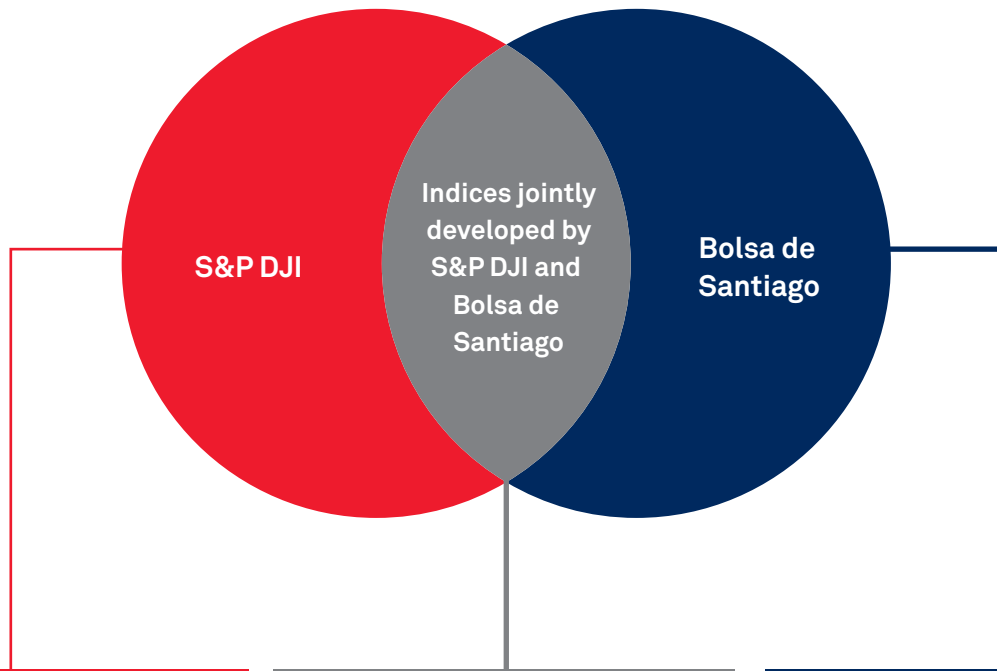 S&P DJI
Indices jointly
developed by
S&P DJI and
Bolsa de
Santiago
Bolsa de
Santiago